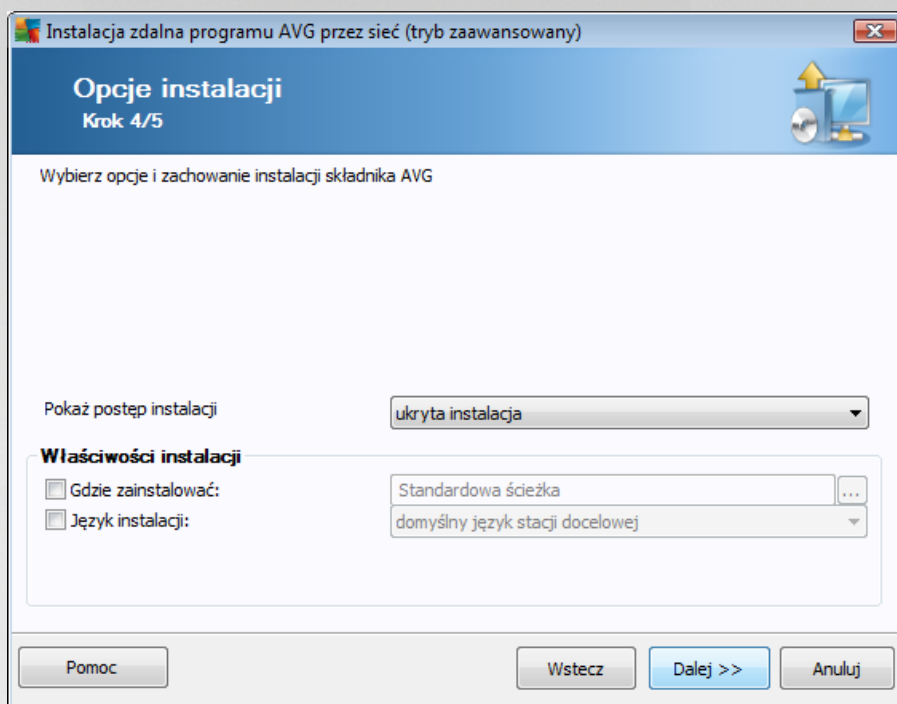 Instalacja zdalna programu AVG przez sieć (tryb zaawansowany)
Opcje instalacji
Krok 4/5
Wybierz opcje i zachowanie instalacji składnika AVG
Pokaż postęp instalacji
ukryta instalacja
Właściwości instalacji
Gdzie zainstalować:
Standardowa ścieżka
...
Język instalacji:
domyślny język stacji docelowej
Pomoc
Wstecz
Dalej >>
Anuluj